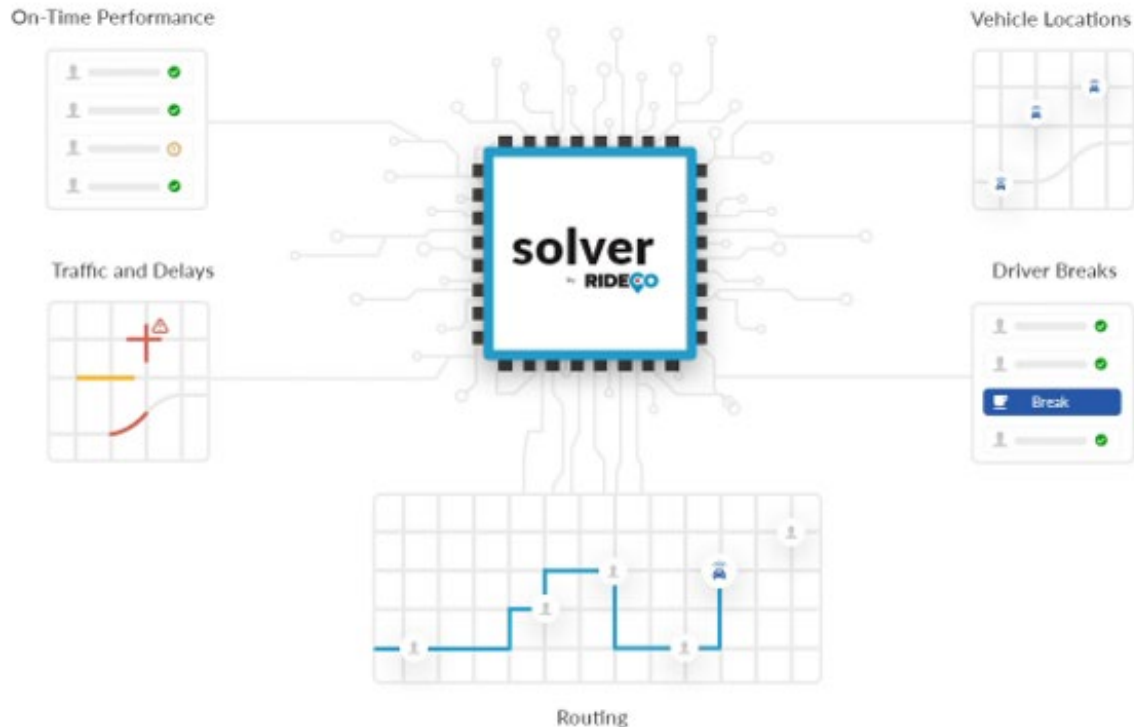 On-Time Performance
Vehicle Locations
solver
by RIDECO
Traffic and Delays
Driver Breaks
Break
Routing